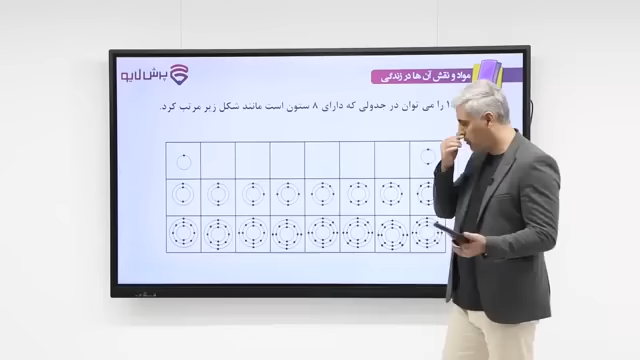 پرش لایو
مواد و نقش آن ها در زندگی
را می توان در جدولی که دارای ۸ ستون است مانند شکل زیر مرتب کرد.